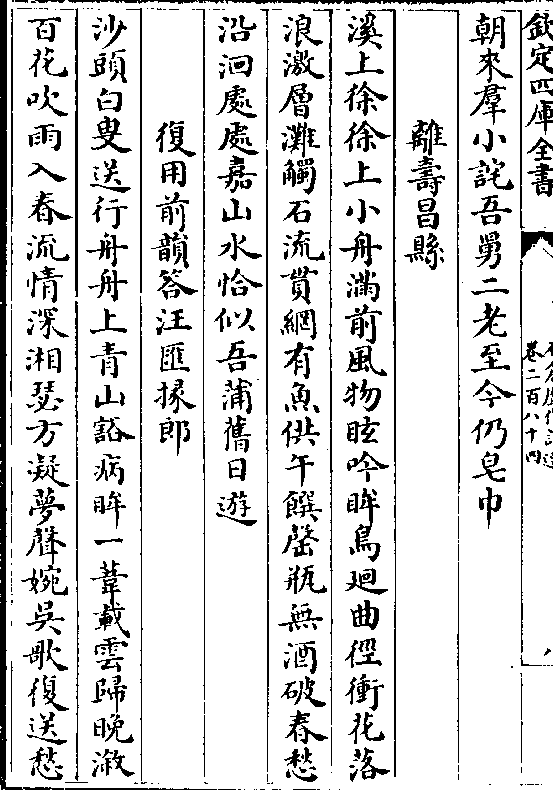 欽定四庫全書
卷二百八十四
八
朝來羣小詫吾舅二老至今仍皂巾
離壽昌縣
溪上徐徐上小舟滿前風物眩吟眸鳥廻曲徑衝花落
浪激層灘觸石流貫網有魚供午饌罄瓶無酒破春愁
沿洄處處嘉山水恰似吾蒲舊日遊
復用前韻答汪匯掾郎
沙頭白叟送行舟舟上青山豁病眸一葦載雲歸晚漵
百花吹雨入春流情深湘瑟方凝夢聲婉吳歌復送愁